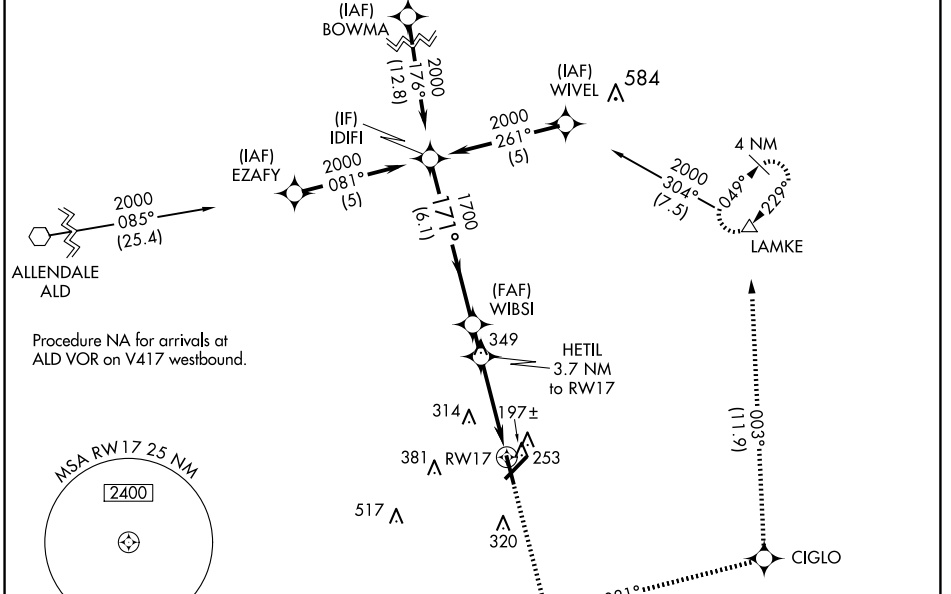 (IAF)
BOWMA
2000
176°
(12.8)
(IAF)
WIVEL
584
2000
261°
(5)
(IF)
IDIFI
(IAF)
EZAFY
2000
081°
(5)
4 NM
049°
229°
2000
304°
(7.5)
LAMKE
2000
085°
(25.4)
ALLENDALE
ALD
1700
171°
(6.1)
(FAF)
WIBSI
349
HETIL
3.7 NM
to RW17
Procedure NA for arrivals at
ALD VOR on V417 westbound.
003°
(11.9)
314
197±
381
RW17
253
MSA RW17 25 NM
2400
517
320
CIGLO